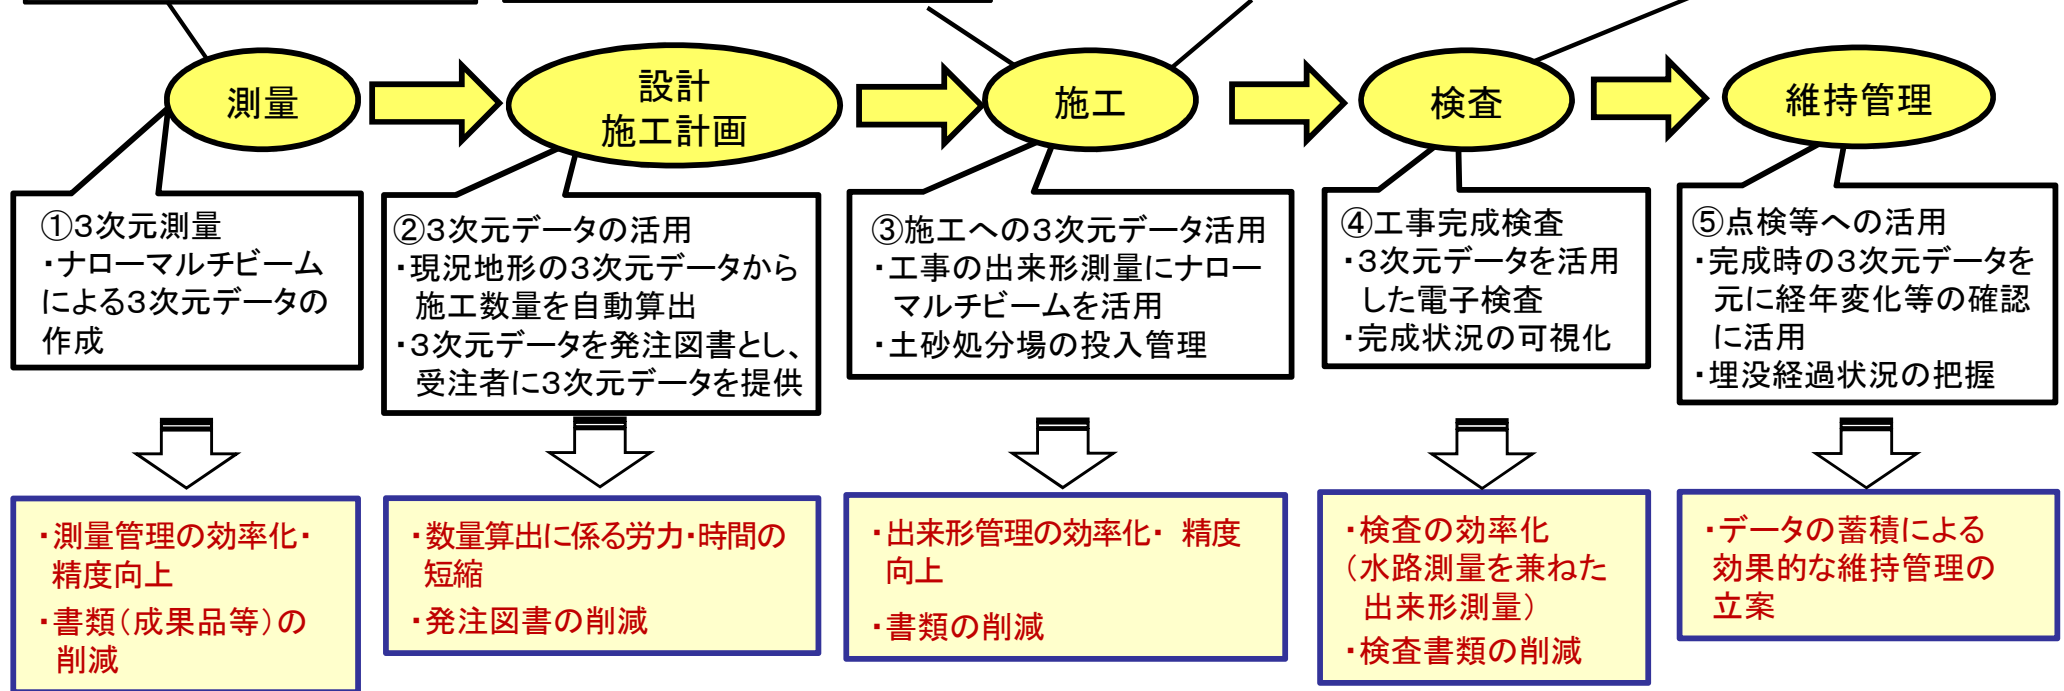 測量
設計
施工計画
施工
検査
維持管理
①3次元測量
・ナローマルチビーム
による3次元データの
作成
②3次元データの活用
・現況地形の3次元データから
施工数量を自動算出
・3次元データを発注図書とし、
受注者に3次元データを提供
③施工への3次元データ活用
・工事の出来形測量にナロー
マルチビームを活用
・土砂処分場の投入管理
④工事完成検査
・3次元データを活用
した電子検査
・完成状況の可視化
⑤点検等への活用
・完成時の3次元データを
元に経年変化等の確認
に活用
・埋没経過状況の把握
・測量管理の効率化・
精度向上
・書類（成果品等）の
削減
・数量算出に係る労力・時間の
短縮
・発注図書の削減
・出来形管理の効率化・ 精度
向上
・書類の削減
・検査の効率化
（水路測量を兼ねた
出来形測量）
・検査書類の削減
・データの蓄積による
効果的な維持管理の
立案